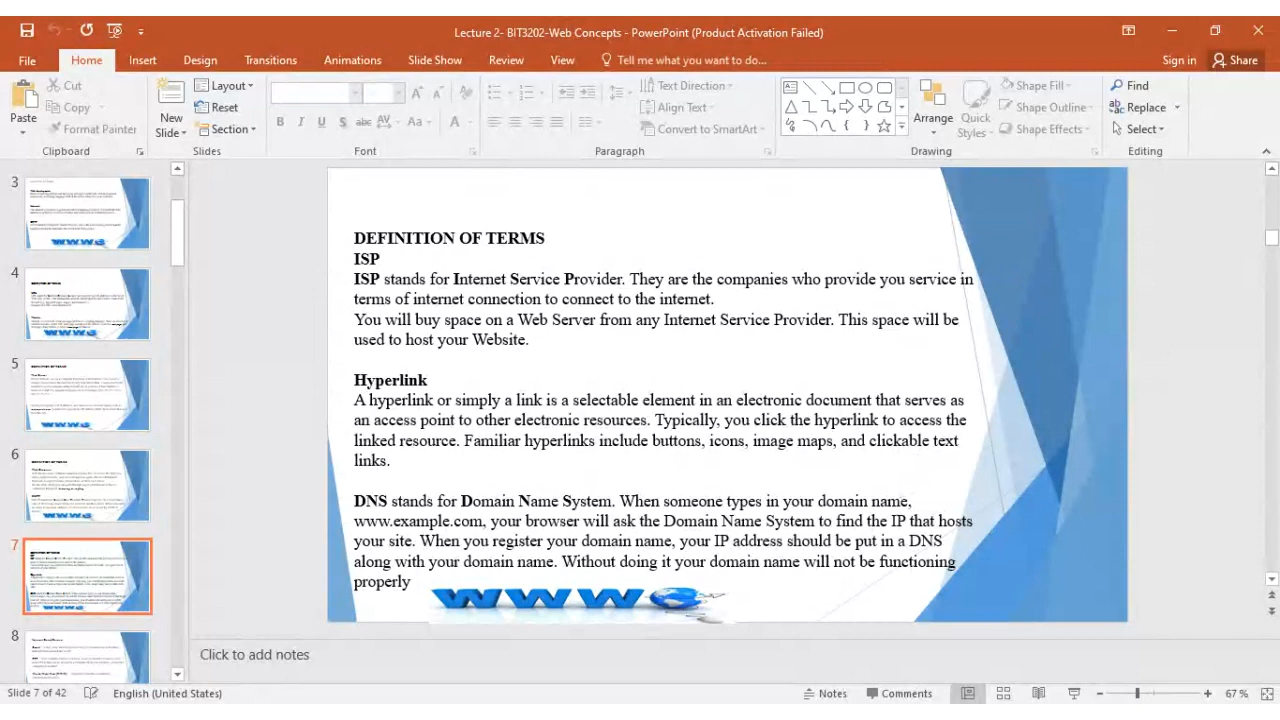 Lecture 2- BIT3202-Web Concepts - PowerPoint (Product Activation Failed)
File Home Insert Design Transitions Animations Slide Show Review View Tell me what you want to do... Sign in Share
Paste
Cut
Copy
Format Painter
Clipboard
New Slide
Layout
Reset
Section
Slides
B I U S abc AV Aa A
Font
Text Direction
Align Text
Convert to SmartArt
Paragraph
Arrange
Quick Styles
Shape Fill
Shape Outline
Shape Effects
Drawing
Find
Replace
Select
Editing
3
4
5
6
7
8
DEFINITION OF TERMS
ISP
ISP stands for Internet Service Provider. They are the companies who provide you service in
terms of internet connection to connect to the internet.
You will buy space on a Web Server from any Internet Service Provider. This space will be
used to host your Website.
Hyperlink
A hyperlink or simply a link is a selectable element in an electronic document that serves as
an access point to other electronic resources. Typically, you click the hyperlink to access the
linked resource. Familiar hyperlinks include buttons, icons, image maps, and clickable text
links.
DNS stands for Domain Name System. When someone types in your domain name,
www.example.com, your browser will ask the Domain Name System to find the IP that hosts
your site. When you register your domain name, your IP address should be put in a DNS
along with your domain name. Without doing it your domain name will not be functioning
properly
WWW
Click to add notes
Slide 7 of 42 English (United States) Notes Comments 67 %